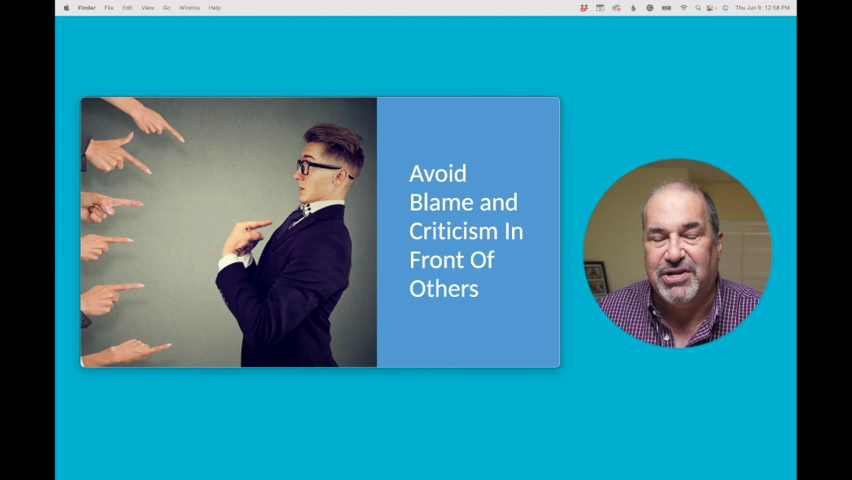 Finder File Edit View Go Window Help
Thu Jun 9 12:58 PM
Avoid
Blame and
Criticism In
Front Of
Others